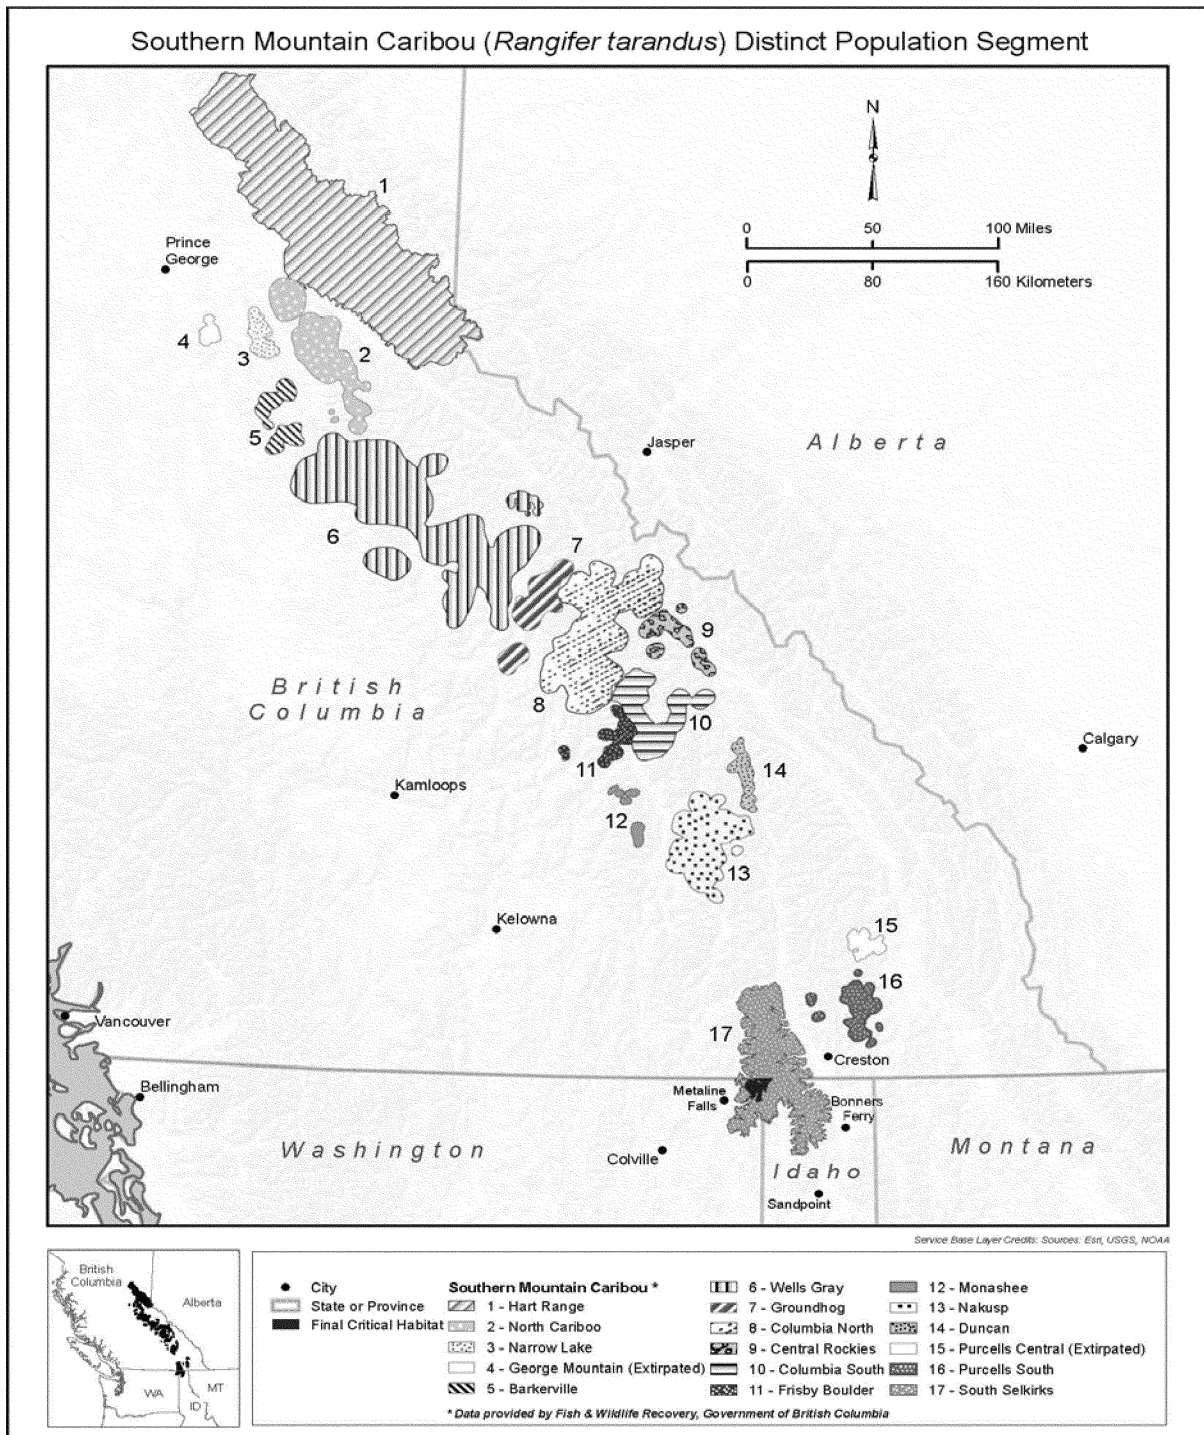 Southern Mountain Caribou (Rangifer tarandus) Distinct Population Segment
N
1
0 50 100 Miles
0 80 160 Kilometers
Prince
George
4
3
2
5
Jasper
Alberta
6
7
9
British
Columbia
8
10
Calgary
11
14
Kamloops
12
13
Kelowna
15
16
17
Vancouver
Creston
Bellingham
Metaline
Falls
Bonners
Ferry
Washington
Colville
Idaho
Montana
Sandpoint
Service Base Layer Credits: Sources: Esri, USGS, NOAA
British
Columbia
Alberta
WA
MT
ID
City
State or Province
Final Critical Habitat
Southern Mountain Caribou *
1 - Hart Range
2 - North Cariboo
3 - Narrow Lake
4 - George Mountain (Extirpated)
5 - Barkerville
6 - Wells Gray
7 - Groundhog
8 - Columbia North
9 - Central Rockies
10 - Columbia South
11 - Frisby Boulder
12 - Monashee
13 - Nakusp
14 - Duncan
15 - Purcells Central (Extirpated)
16 - Purcells South
17 - South Selkirks
* Data provided by Fish & Wildlife Recovery, Government of British Columbia